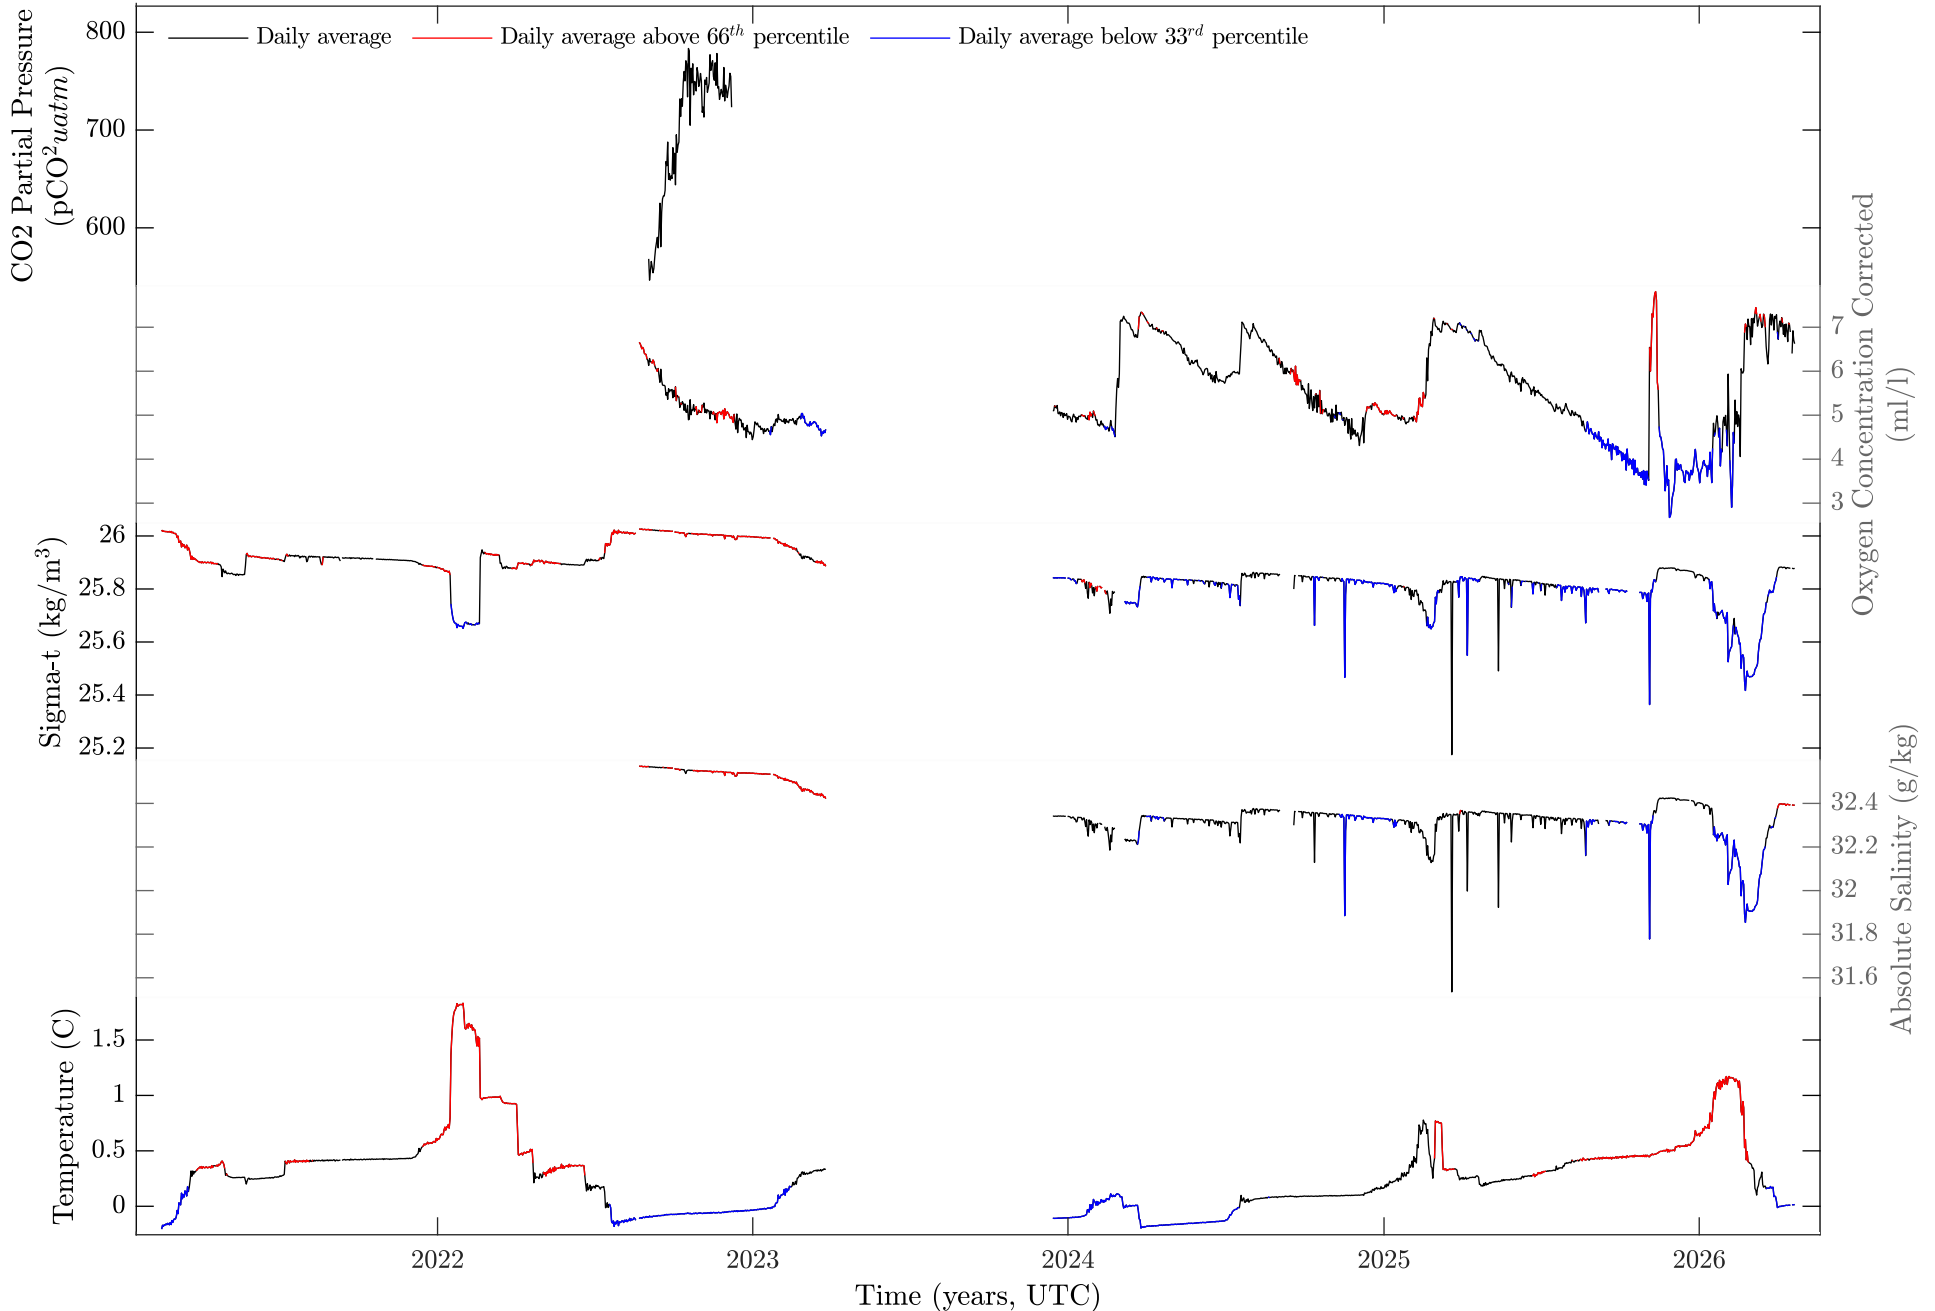 800
700
600
CO2 Partial Pressure
(pCO²uatm)
Daily average
Daily average above 66th percentile
Daily average below 33rd percentile
7
6
5
4
3
Oxygen Concentration Corrected
(ml/l)
26
25.8
25.6
25.4
25.2
Sigma-t (kg/m³)
32.4
32.2
32
31.8
31.6
Absolute Salinity (g/kg)
1.5
1
0.5
0
Temperature (C)
2022
2023
2024
2025
2026
Time (years, UTC)